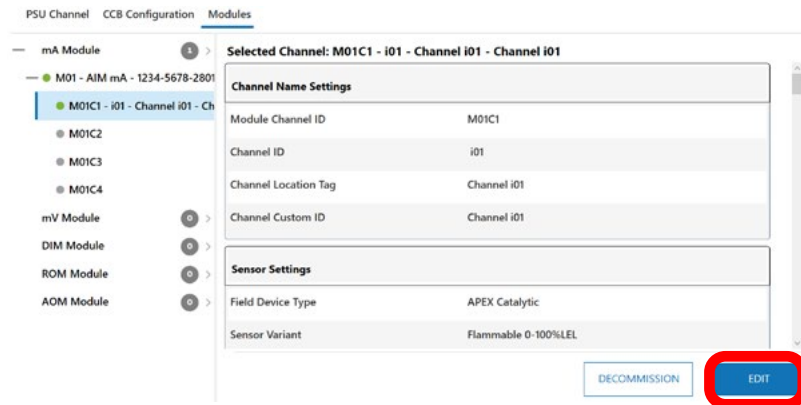 PSU Channel CCB Configuration Modules
mA Module 1 >
M01 - AIM mA - 1234-5678-2801
M01C1 - i01 - Channel i01 - Ch
M01C2
M01C3
M01C4
mV Module 0 >
DIM Module 0 >
ROM Module 0 >
AOM Module 0 >
Selected Channel: M01C1 - i01 - Channel i01 - Channel i01
Channel Name Settings
Module Channel ID M01C1
Channel ID i01
Channel Location Tag Channel i01
Channel Custom ID Channel i01
Sensor Settings
Field Device Type APEX Catalytic
Sensor Variant Flammable 0-100%LEL
DECOMMISSION EDIT